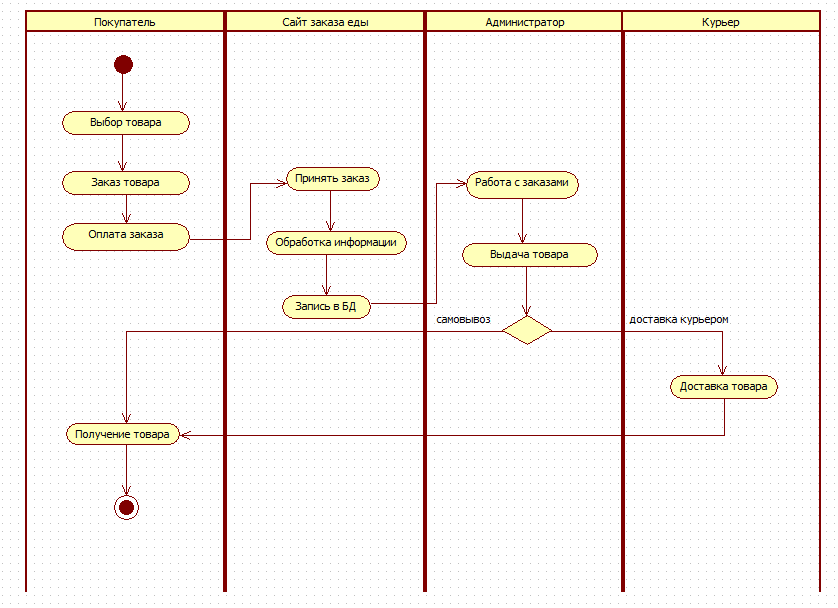 Покупатель
Сайт заказа еды
Администратор
Курьер
Выбор товара
Заказ товара
Оплата заказа
Принять заказ
Обработка информации
Запись в БД
Работа с заказами
Выдача товара
самовывоз
доставка курьером
Доставка товара
Получение товара